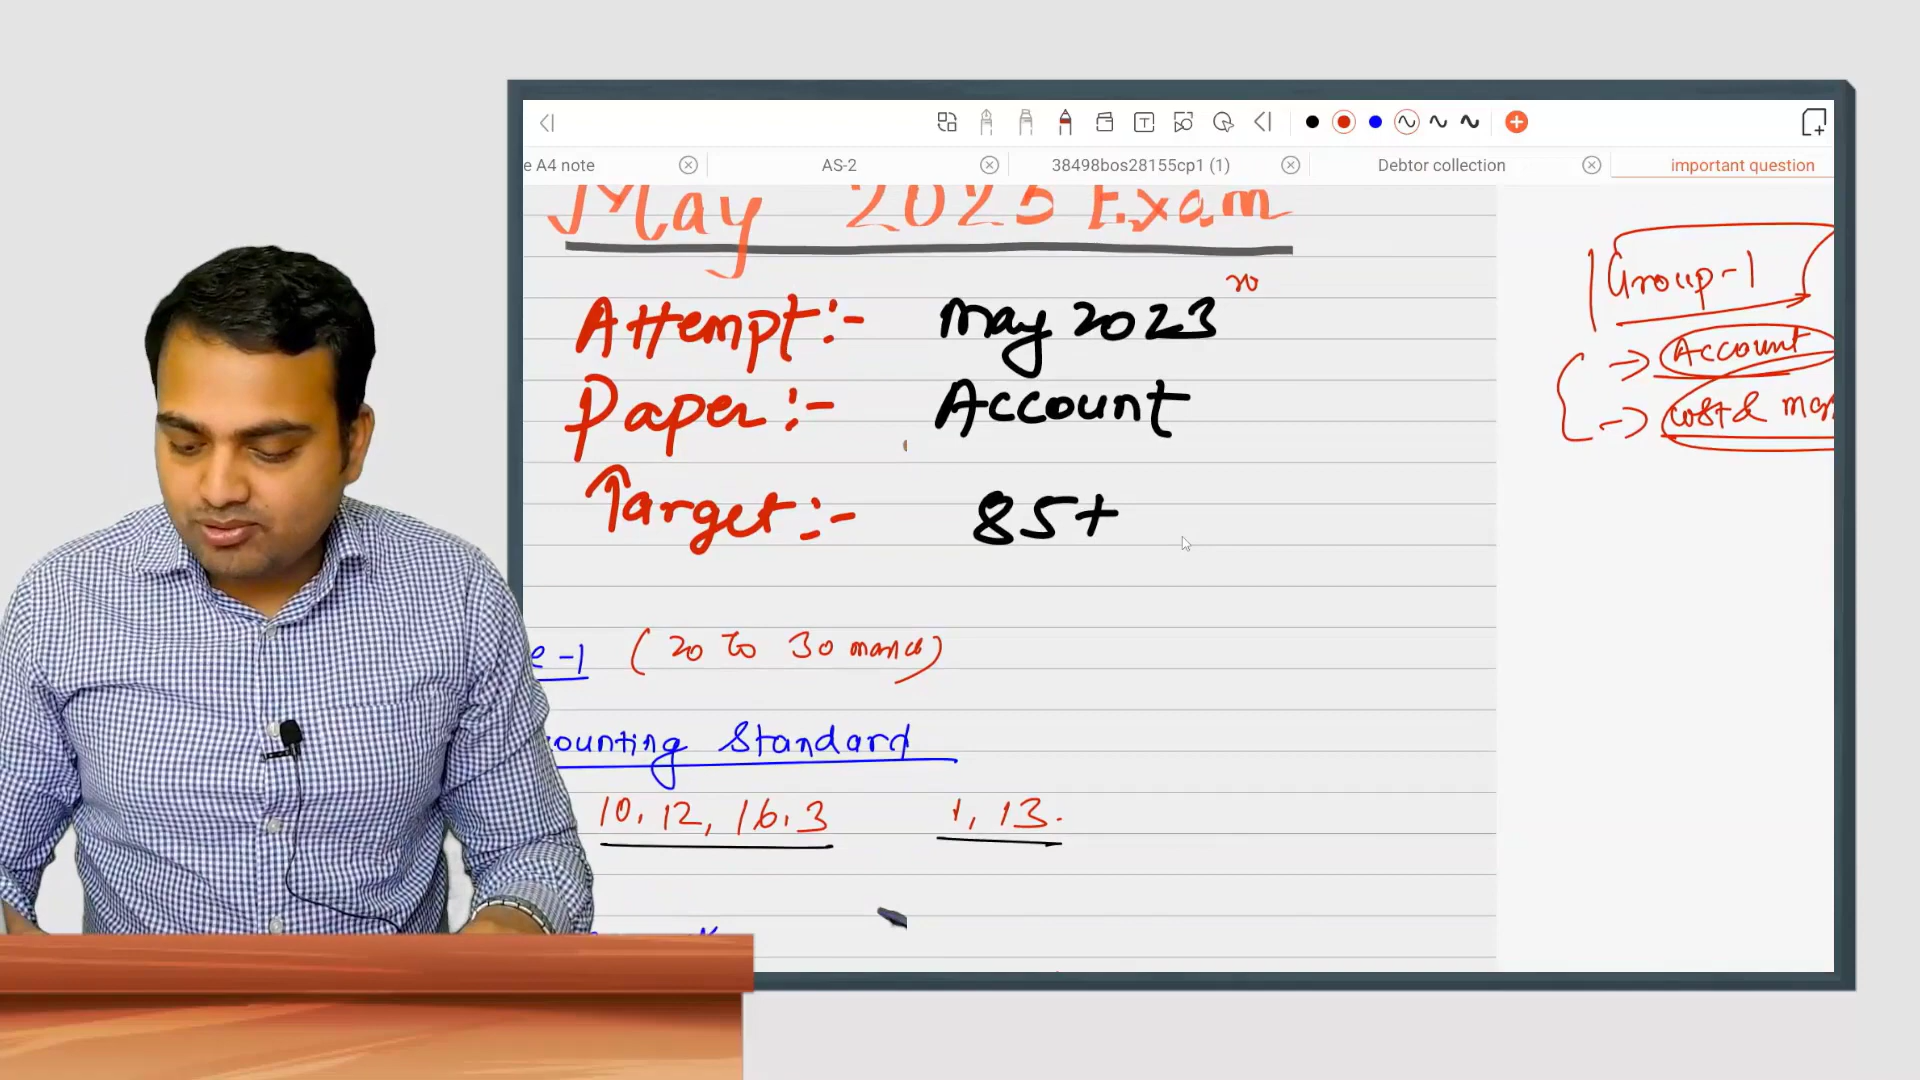 e A4 note AS-2 38498bos28155cp1 (1) Debtor collection important question
May 2023 Exam
Attempt:- May 2023
Paper:- Account
Target:- 85+
e-1 (20 to 30 marks)
ounting Standard
10, 12, 16, 3 1, 13.
Group-1
→ Account
→ Cost & man